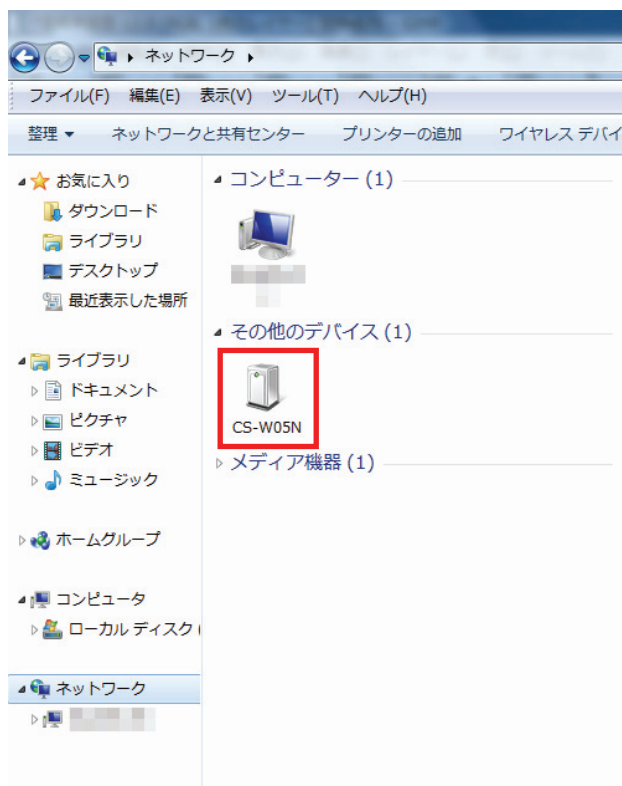 ネットワーク
ファイル(F) 編集(E) 表示(V) ツール(T) ヘルプ(H)
整理 ネットワークと共有センター プリンターの追加 ワイヤレス デバイ
お気に入り
ダウンロード
ライブラリ
デスクトップ
最近表示した場所
ライブラリ
ドキュメント
ピクチャ
ビデオ
ミュージック
ホームグループ
コンピュータ
ローカル ディスク (
ネットワーク
コンピューター (1)
その他のデバイス (1)
CS-W05N
メディア機器 (1)